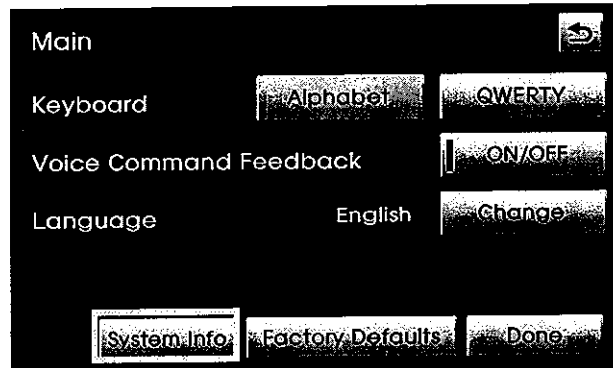 Main
Keyboard Alphabet QWERTY
Voice Command Feedback ON/OFF
Language English Change
System Info Factory Defaults Done